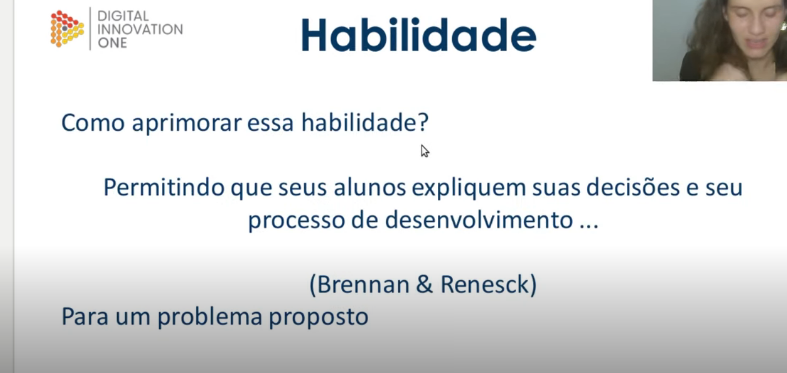 DIGITAL
INNOVATION
ONE
Habilidade
Como aprimorar essa habilidade?
Permitindo que seus alunos expliquem suas decisões e seu
processo de desenvolvimento ...
(Brennan & Renesck)
Para um problema proposto